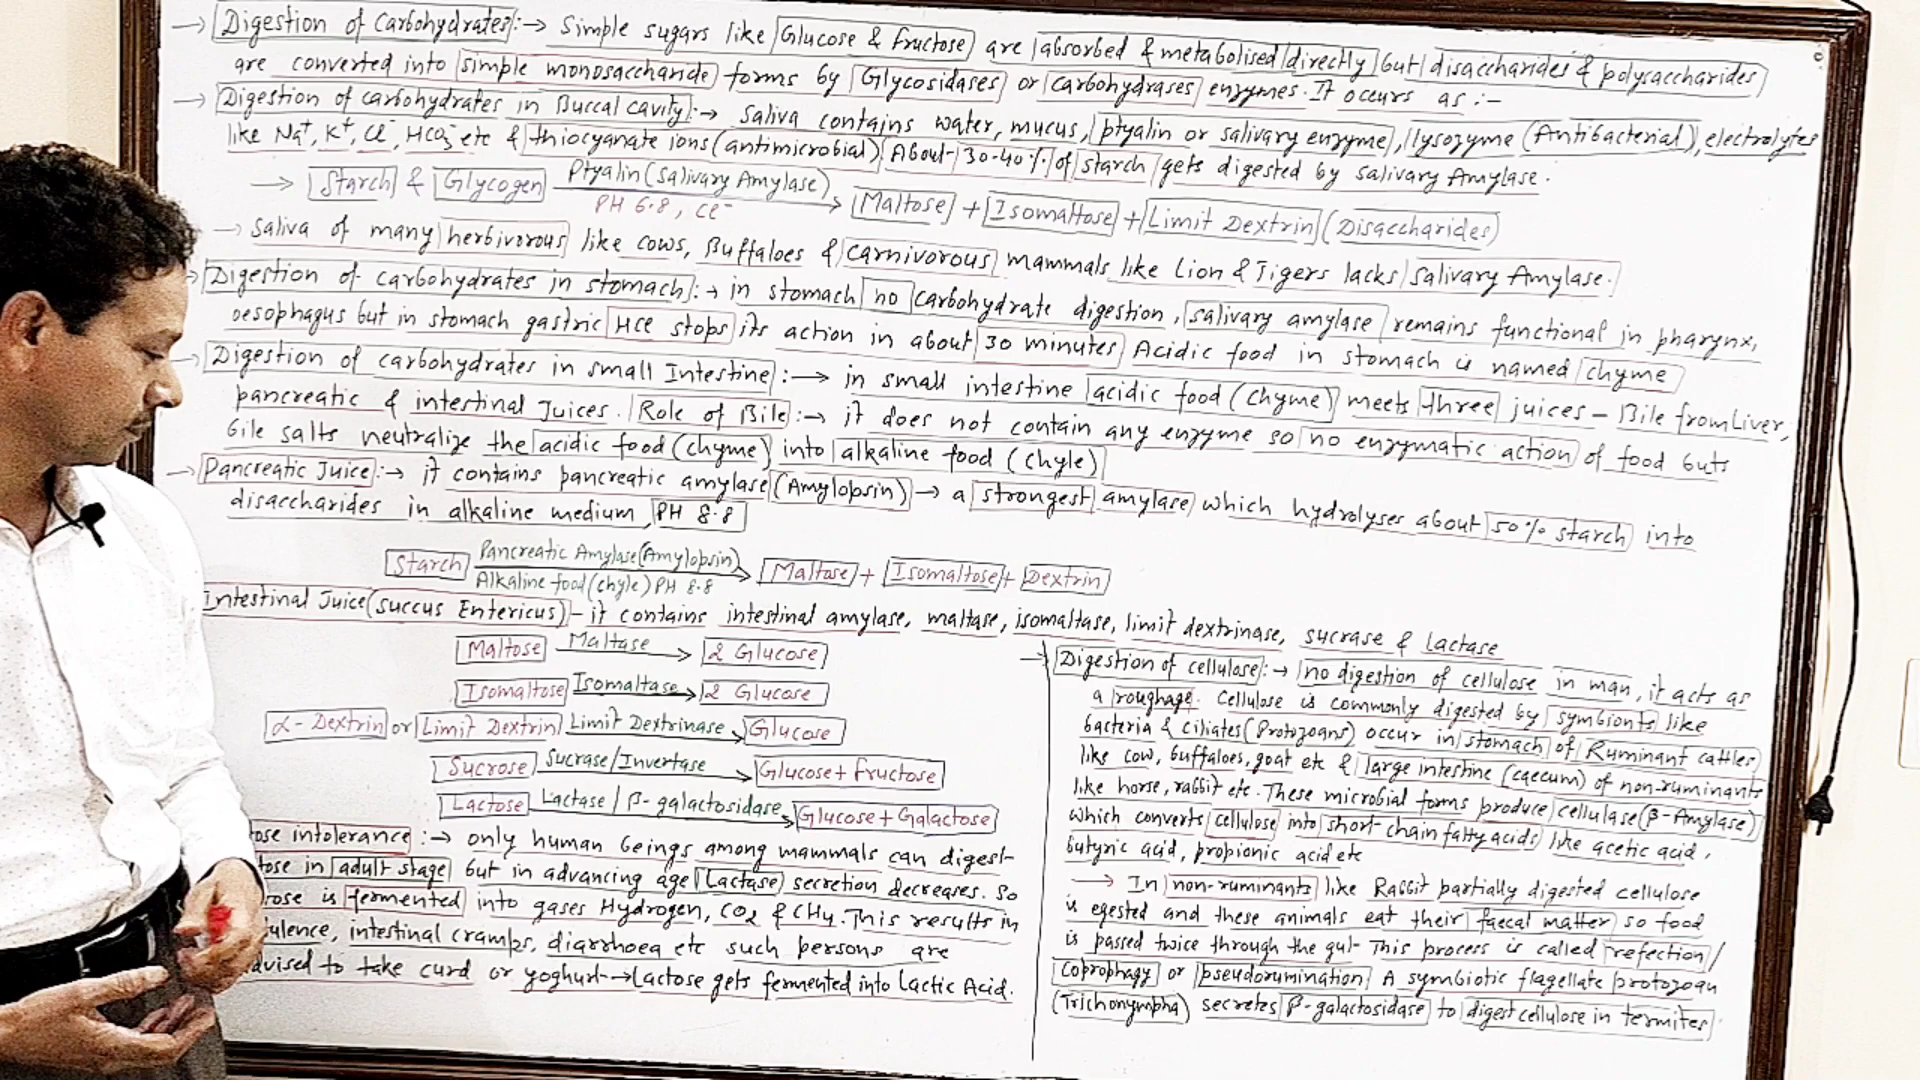 → Digestion of Carbohydrates:→ Simple sugars like Glucose & fructose are absorbed & metabolised directly but disaccharides & polysaccharides
are converted into simple monosaccharide forms by Glycosidases or carbohydrases enzymes. It occurs as :-
→ Digestion of carbohydrates in Buccal cavity:→ Saliva contains water, mucus, ptyalin or salivary enzyme, lysozyme (Antibacterial), electrolytes
like Na⁺, K⁺, Cl⁻, HCO₃⁻ etc & thiocyanate ions (antimicrobial) About 30-40% of starch gets digested by salivary Amylase.
→ Starch & Glycogen Ptyalin (Salivary Amylase) PH 6.8, Cl⁻ → Maltose + Isomaltose + Limit Dextrin (Disaccharides)
→ Saliva of many herbivorous like cows, Buffaloes & Carnivorous mammals like Lion & Tigers lacks Salivary Amylase.
Digestion of carbohydrates in stomach:→ in stomach no carbohydrate digestion, salivary amylase remains functional in pharynx,
oesophagus but in stomach gastric HCl stops its action in about 30 minutes Acidic food in stomach is named chyme
→ Digestion of carbohydrates in small Intestine:→ in small intestine acidic food (chyme) meets three juices - Bile from Liver,
pancreatic & intestinal Juices. Role of Bile:→ it does not contain any enzyme so no enzymatic action of food buts
bile salts neutralize the acidic food (chyme) into alkaline food (chyle)
→ Pancreatic Juice:→ it contains pancreatic amylase (Amylopsin) → a strongest amylase which hydrolyses about 50% starch into
disaccharides in alkaline medium, PH 8.8
Starch Pancreatic Amylase (Amylopsin) Alkaline food (chyle) PH 8.8 → Maltose + Isomaltose + Dextrin
Intestinal Juice (succus Entericus) - it contains intestinal amylase, maltase, isomaltase, limit dextrinase, sucrase & lactase
Maltose Maltase → 2 Glucose
Isomaltose Isomaltase → 2 Glucose
α-Dextrin or Limit Dextrin Limit Dextrinase → Glucose
Sucrose Sucrase/Invertase → Glucose + fructose
Lactose Lactase / β-galactosidase → Glucose + Galactose
ose intolerance :→ only human beings among mammals can digest
tose in adult stage but in advancing age Lactase secretion decreases. So
tose is fermented into gases Hydrogen, CO₂ & CH₄. This results in
ulence, intestinal cramps, diarrhoea etc such persons are
advised to take curd or yoghurt → Lactose gets fermented into Lactic Acid.
→ Digestion of cellulose:→ no digestion of cellulose in man, it acts as
a roughage. Cellulose is commonly digested by symbionts like
bacteria & ciliates (Protozoans) occur in stomach of Ruminant cattles
like cow, buffaloes, goat etc & large intestine (caecum) of non-ruminants
like horse, rabbit etc. These microbial forms produce cellulase (β-Amylase)
which converts cellulose into short-chain fatty acids like acetic acid,
butyric acid, propionic acid etc
→ In non-ruminants like Rabbit partially digested cellulose
is egested and these animals eat their faecal matter so food
is passed twice through the gut- This process is called refection/
Coprophagy or pseudorumination A symbiotic flagellate protozoan
(Trichonympha) secretes β-galactosidase to digest cellulose in termites.